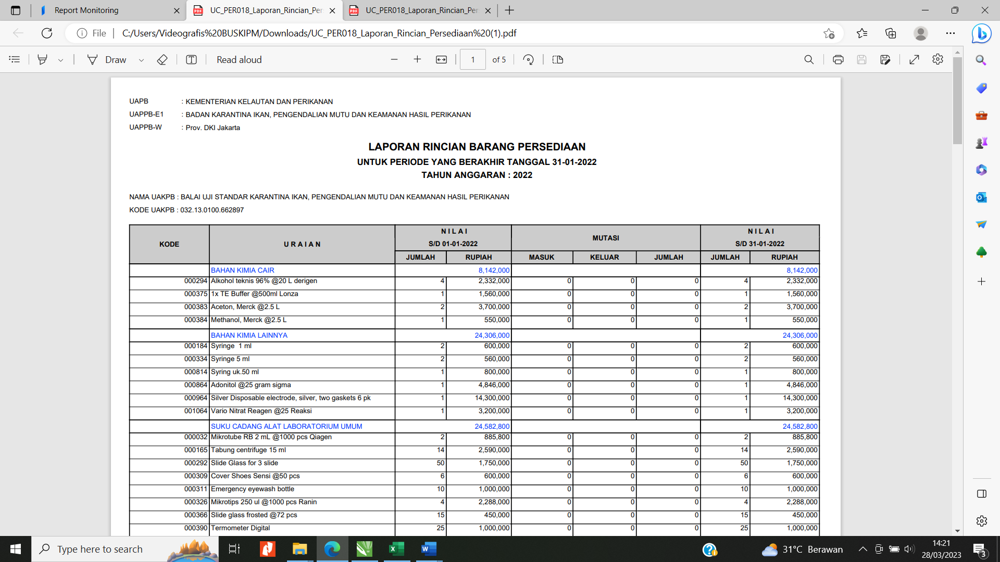 Report Monitoring
UC_PER018_Laporan_Rincian_Per
UC_PER018_Laporan_Rincian_Per
File
C:/Users/Videografis%20BUSKIPM/Downloads/UC_PER018_Laporan_Rincian_Persediaan%20(1).pdf
Draw
Read aloud
1 of 5
UAPB : KEMENTERIAN KELAUTAN DAN PERIKANAN
UAPPB-E1 : BADAN KARANTINA IKAN, PENGENDALIAN MUTU DAN KEAMANAN HASIL PERIKANAN
UAPPB-W : Prov. DKI Jakarta
LAPORAN RINCIAN BARANG PERSEDIAAN
UNTUK PERIODE YANG BERAKHIR TANGGAL 31-01-2022
TAHUN ANGGARAN : 2022
NAMA UAKPB : BALAI UJI STANDAR KARANTINA IKAN, PENGENDALIAN MUTU DAN KEAMANAN HASIL PERIKANAN
KODE UAKPB : 032.13.0100.662897
KODE URAIAN NILAI S/D 01-01-2022 MUTASI NILAI S/D 31-01-2022
JUMLAH RUPIAH MASUK KELUAR JUMLAH JUMLAH RUPIAH
BAHAN KIMIA CAIR 8,142,000 8,142,000
000294 Alkohol teknis 96% @20 L derigen 4 2,332,000 0 0 0 4 2,332,000
000375 1x TE Buffer @500ml Lonza 1 1,560,000 0 0 0 1 1,560,000
000383 Aceton, Merck @2.5 L 2 3,700,000 0 0 0 2 3,700,000
000384 Methanol, Merck @2.5 L 1 550,000 0 0 0 1 550,000
BAHAN KIMIA LAINNYA 24,306,000 24,306,000
000184 Syringe 1 ml 2 600,000 0 0 0 2 600,000
000334 Syringe 5 ml 2 560,000 0 0 0 2 560,000
000814 Syring uk.50 ml 1 800,000 0 0 0 1 800,000
000864 Adonitol @25 gram sigma 1 4,846,000 0 0 0 1 4,846,000
000964 Silver Disposable electrode, silver, two gaskets 6 pk 1 14,300,000 0 0 0 1 14,300,000
001064 Vario Nitrat Reagen @25 Reaksi 1 3,200,000 0 0 0 1 3,200,000
SUKU CADANG ALAT LABORATORIUM UMUM 24,582,800 24,582,800
000032 Mikrotube RB 2 mL @1000 pcs Qiagen 2 885,800 0 0 0 2 885,800
000165 Tabung centrifuge 15 ml 14 2,590,000 0 0 0 14 2,590,000
000292 Slide Glass for 3 slide 50 1,750,000 0 0 0 50 1,750,000
000309 Cover Shoes Sensi @50 pcs 6 600,000 0 0 0 6 600,000
000311 Emergency eyewash bottle 10 1,000,000 0 0 0 10 1,000,000
000326 Mikrotips 250 ul @1000 pcs Ranin 4 2,288,000 0 0 0 4 2,288,000
000366 Slide glass frosted @72 pcs 15 450,000 0 0 0 15 450,000
000390 Termometer Digital 25 1,000,000 0 0 0 25 1,000,000
Type here to search
31°C Berawan
14:21
28/03/2023
3